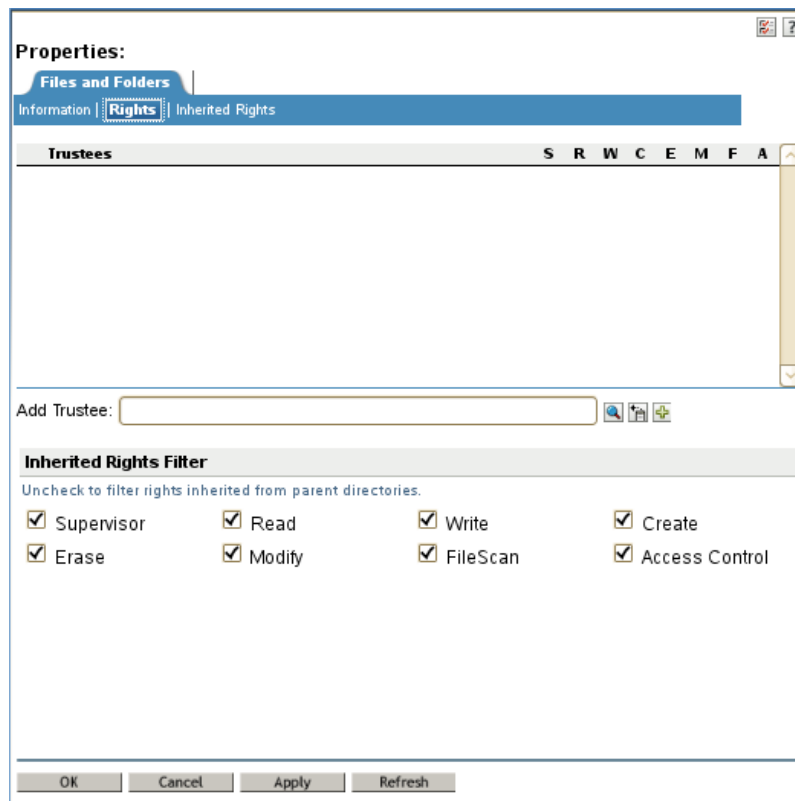 ?
Properties:
Files and Folders
Information | Rights | Inherited Rights
Trustees S R W C E M F A
Add Trustee:
Inherited Rights Filter
Uncheck to filter rights inherited from parent directories.
Supervisor Read Write Create
Erase Modify FileScan Access Control
OK Cancel Apply Refresh